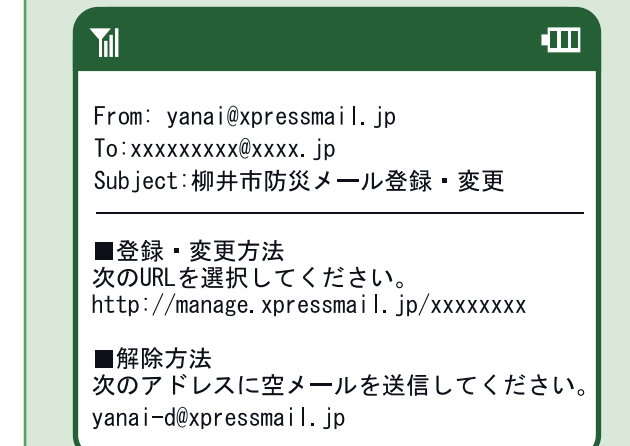 From: yanai@xpressmail.jp
To:xxxxxxxxx@xxxx.jp
Subject:柳井市防災メール登録・変更
■登録・変更方法
次のURLを選択してください。
http://manage.xpressmail.jp/xxxxxxxx
■解除方法
次のアドレスに空メールを送信してください。
yanai-d@xpressmail.jp